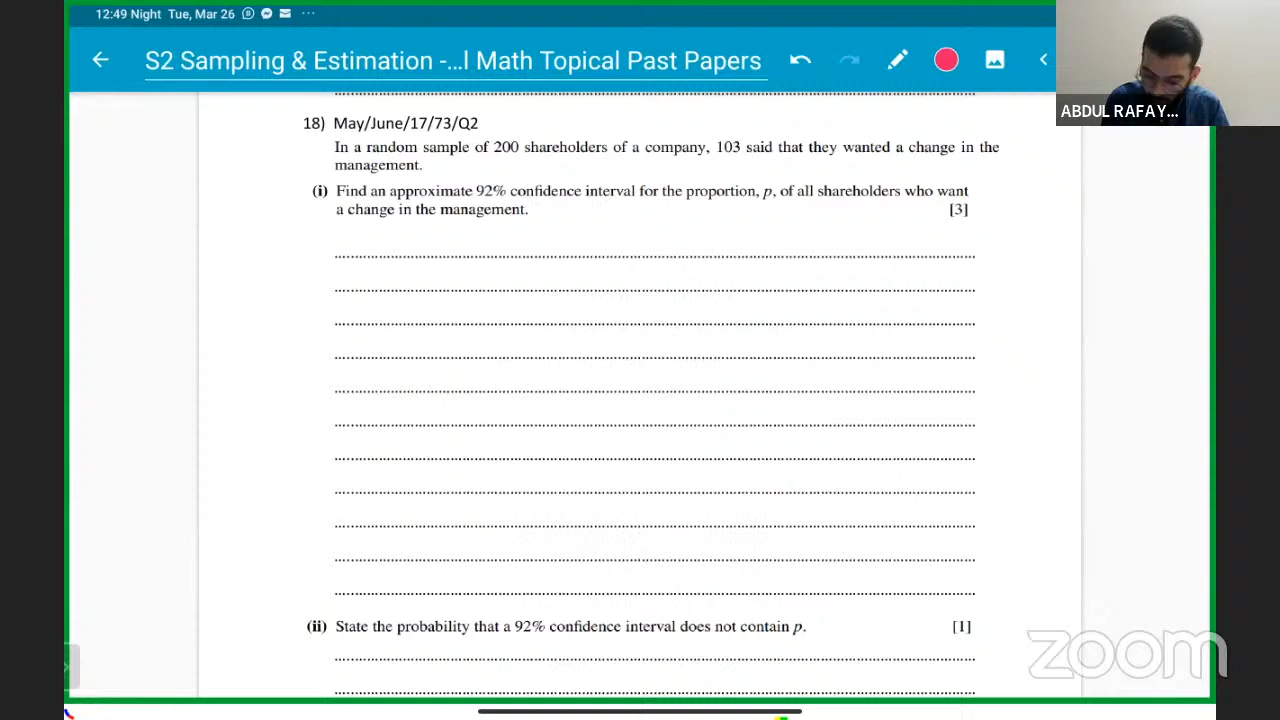 12:49 Night Tue, Mar 26
S2 Sampling & Estimation -...l Math Topical Past Papers
ABDUL RAFAY...
18) May/June/17/73/Q2
In a random sample of 200 shareholders of a company, 103 said that they wanted a change in the
management.
(i) Find an approximate 92% confidence interval for the proportion, p, of all shareholders who want
a change in the management. [3]
(ii) State the probability that a 92% confidence interval does not contain p. [1]
zoom